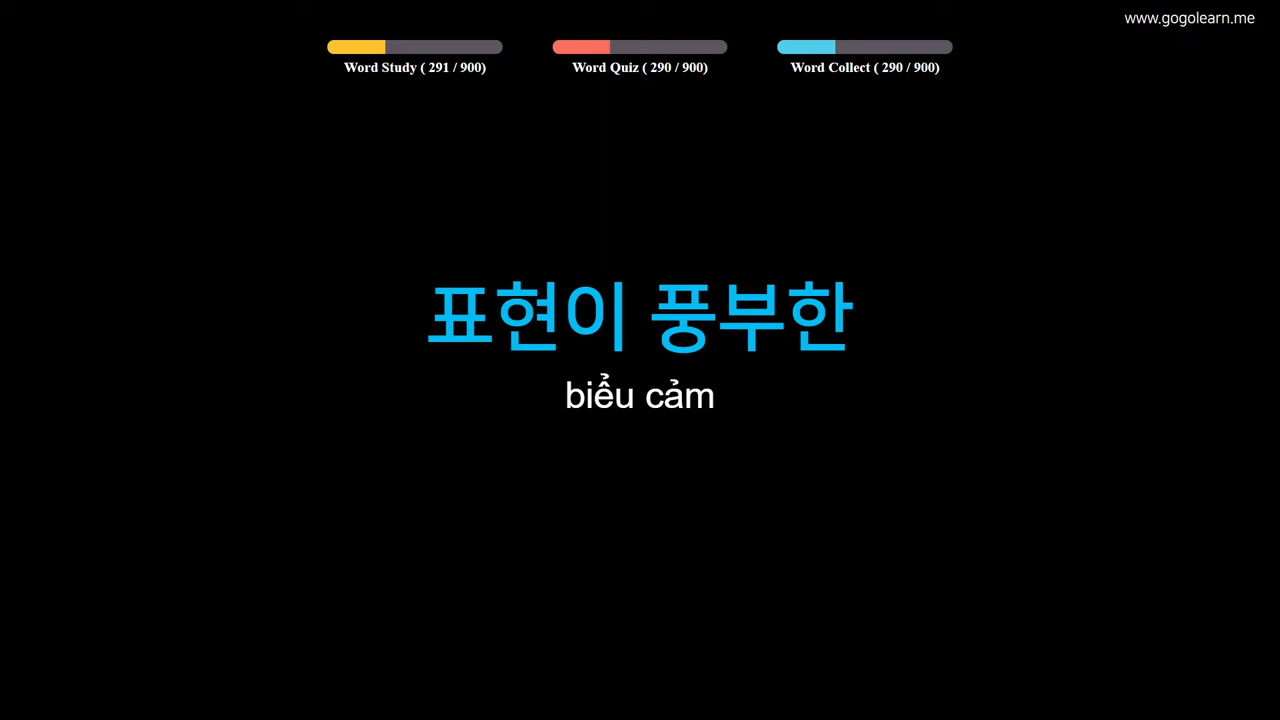 www.gogolearn.me
Word Study ( 291 / 900)
Word Quiz ( 290 / 900)
Word Collect ( 290 / 900)
표현이 풍부한
biểu cảm